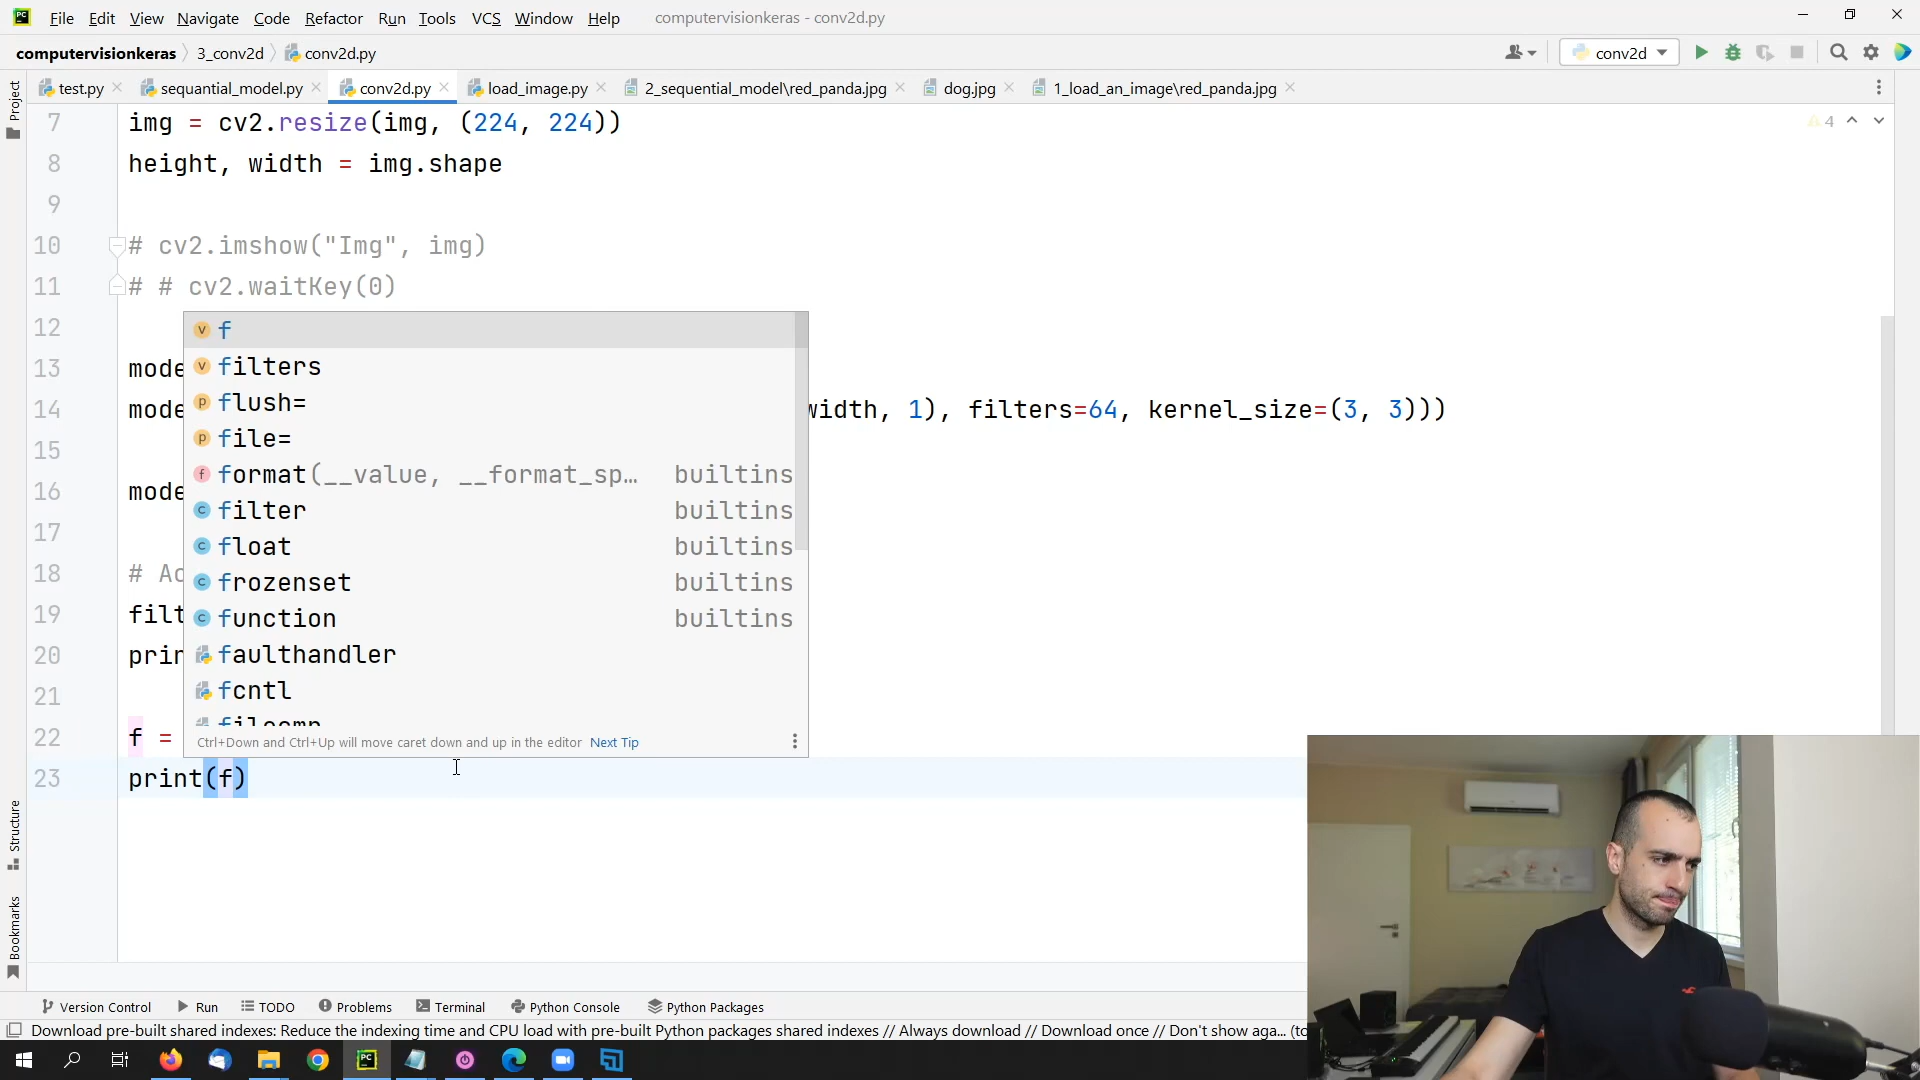 PC File Edit View Navigate Code Refactor Run Tools VCS Window Help computervisionkeras - conv2d.py
computervisionkeras 3_conv2d conv2d.py conv2d
Project test.py sequantial_model.py conv2d.py load_image.py 2_sequential_model\red_panda.jpg dog.jpg 1_load_an_image\red_panda.jpg
7 img = cv2.resize(img, (224, 224)) 4
8 height, width = img.shape
9
10 # cv2.imshow("Img", img)
11 # # cv2.waitKey(0)
12 v f
13 mode v filters
p flush=
14 mode width, 1), filters=64, kernel_size=(3, 3)))
15 p file=
f format(__value, __format_sp... builtins
16 mode
c filter builtins
17
c float builtins
18 # Ac
c frozenset builtins
19 filt c function builtins
20 prin faulthandler
21 fcntl
filecmp
22 f = Ctrl+Down and Ctrl+Up will move caret down and up in the editor Next Tip
23 print(f)
Structure
Bookmarks
Version Control Run TODO Problems Terminal Python Console Python Packages
Download pre-built shared indexes: Reduce the indexing time and CPU load with pre-built Python packages shared indexes // Always download // Download once // Don't show aga... (to
PC